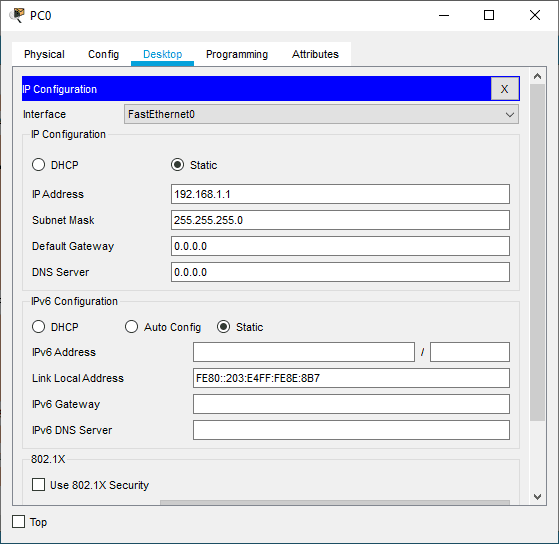 PC0
Physical Config Desktop Programming Attributes
IP Configuration X
Interface FastEthernet0
IP Configuration
DHCP Static
IP Address 192.168.1.1
Subnet Mask 255.255.255.0
Default Gateway 0.0.0.0
DNS Server 0.0.0.0
IPv6 Configuration
DHCP Auto Config Static
IPv6 Address /
Link Local Address FE80::203:E4FF:FE8E:8B7
IPv6 Gateway
IPv6 DNS Server
802.1X
Use 802.1X Security
Top